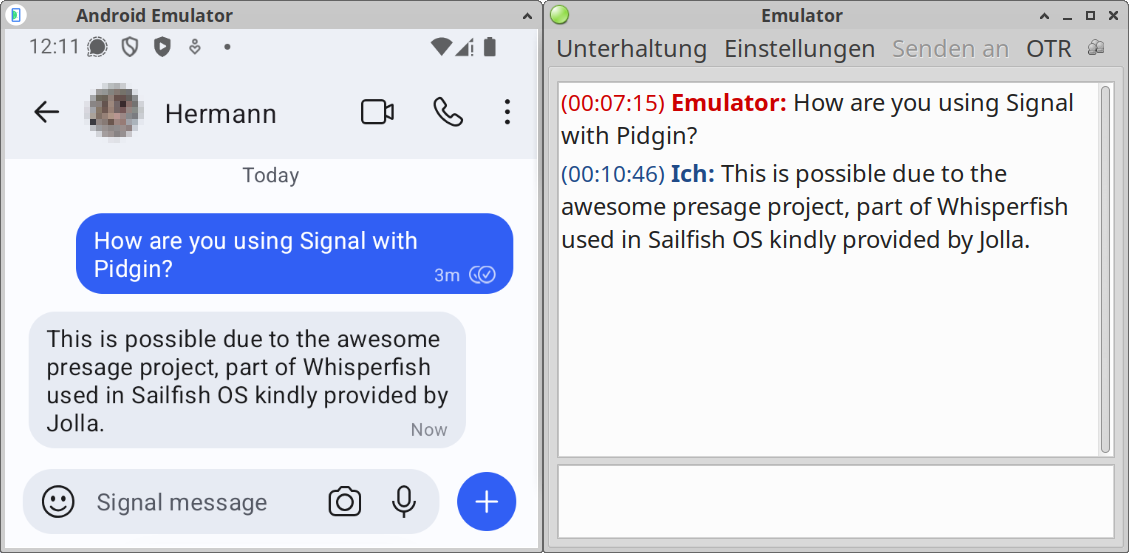 Android Emulator
12:11
Hermann
Today
How are you using Signal with
Pidgin?
3m
This is possible due to the awesome
presage project, part of Whisperfish
used in Sailfish OS kindly provided by
Jolla.
Now
Signal message
Emulator
Unterhaltung Einstellungen Senden an OTR
(00:07:15) Emulator: How are you using Signal
with Pidgin?
(00:10:46) Ich: This is possible due to the
awesome presage project, part of Whisperfish
used in Sailfish OS kindly provided by Jolla.